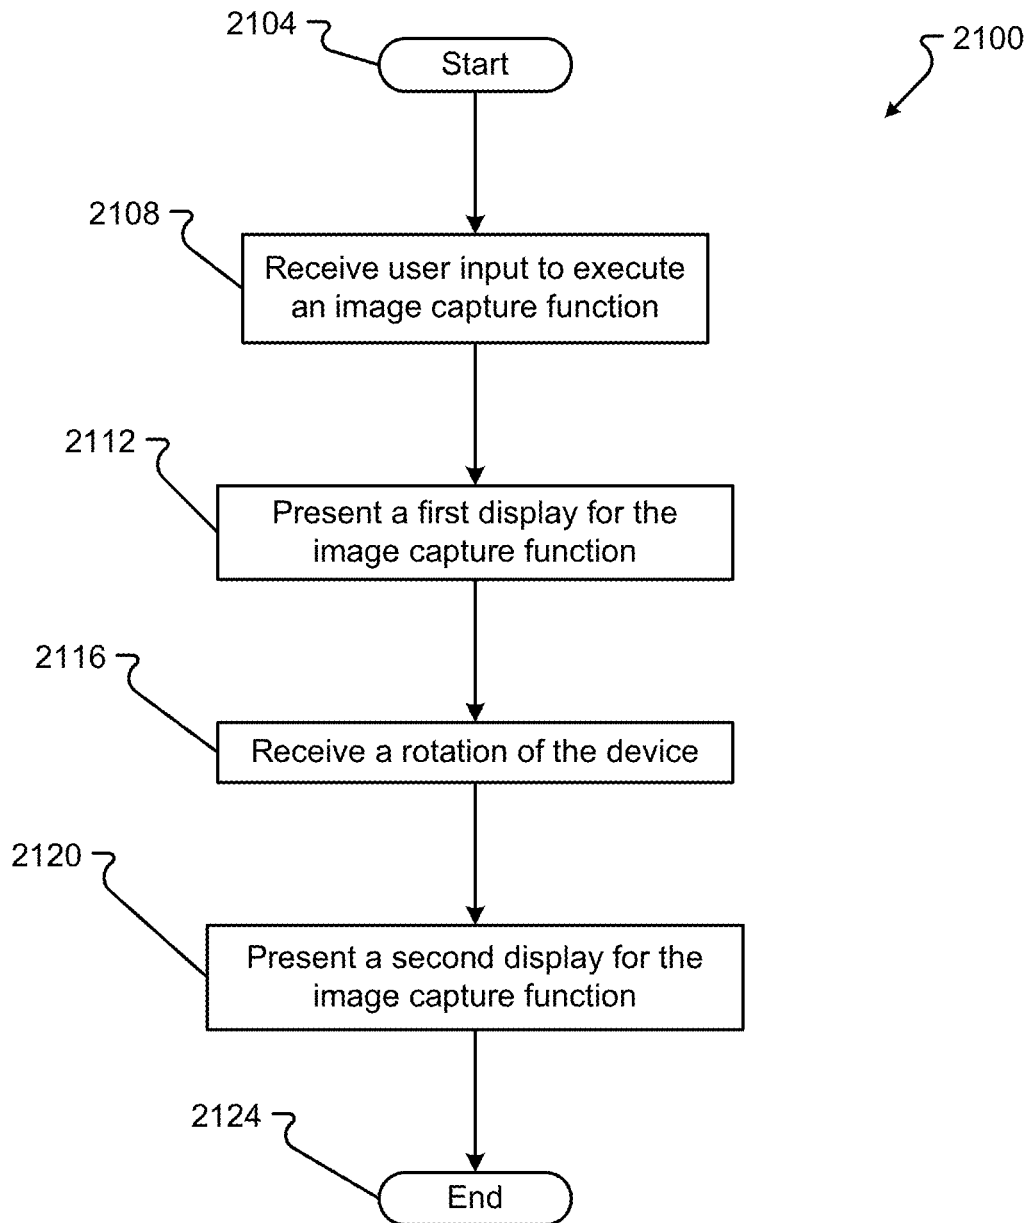 2104
Start
2100
2108
Receive user input to execute
an image capture function
2112
Present a first display for the
image capture function
2116
Receive a rotation of the device
2120
Present a second display for the
image capture function
2124
End